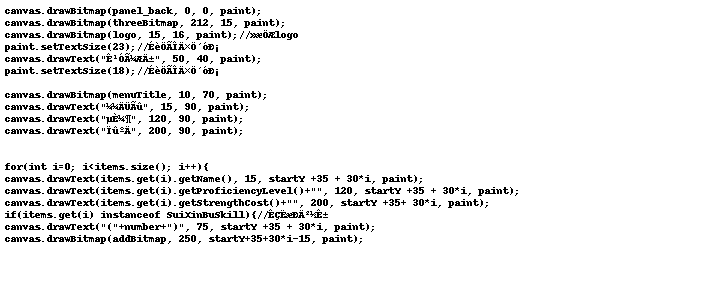 canvas.drawBitmap(panel_back, 0, 0, paint);
canvas.drawBitmap(threeBitmap, 212, 15, paint);
canvas.drawBitmap(logo, 15, 16, paint);//»æÖÆlogo
paint.setTextSize(23);//ÉèÖÃÎÄ×Ö´óÐ¡
canvas.drawText("Ê¹ÓÃ¼¼ÄÜ", 50, 40, paint);
paint.setTextSize(18);//ÉèÖÃÎÄ×Ö´óÐ¡
canvas.drawBitmap(menuTitle, 10, 70, paint);
canvas.drawText("¼¼ÄÜÃû", 15, 90, paint);
canvas.drawText("µÈ¼¶", 120, 90, paint);
canvas.drawText("ÏûºÄ", 200, 90, paint);
for(int i=0; i<items.size(); i++){
canvas.drawText(items.get(i).getName(), 15, startY +35 + 30*i, paint);
canvas.drawText(items.get(i).getProficiencyLevel()+"", 120, startY +35 + 30*i, paint);
canvas.drawText(items.get(i).getStrengthCost()+"", 200, startY +35+ 30*i, paint);
if(items.get(i) instanceof SuiXinBuSkill){//
canvas.drawText("("+number+")", 75, startY +35 + 30*i, paint);
canvas.drawBitmap(addBitmap, 250, startY+35+30*i-15, paint);